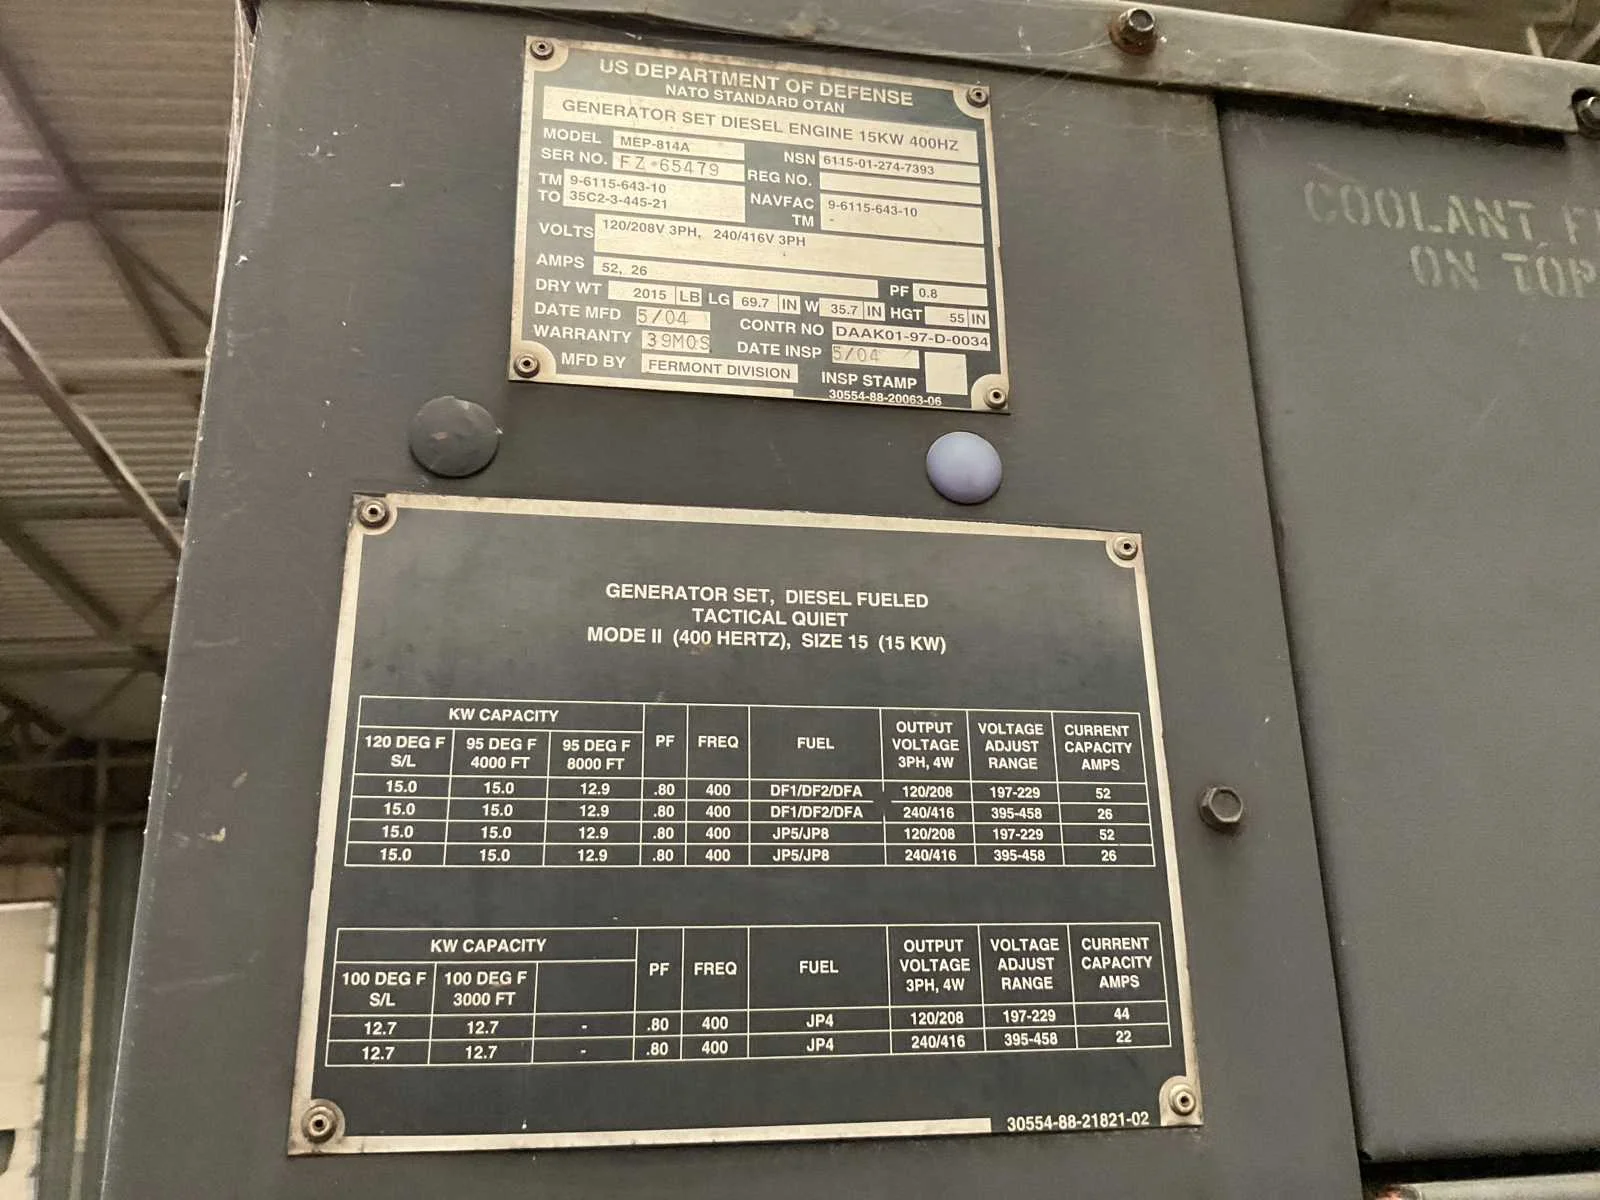 US DEPARTMENT OF DEFENSE
NATO STANDARD OTAN
GENERATOR SET DIESEL ENGINE 15KW 400HZ
MODEL MEP-814A NSN 6115-01-274-7393
SER NO. FZ-65479 REG NO.
TM 9-6115-643-10 NAVFAC 9-6115-643-10
TO 35C2-3-445-21 TM -
VOLTS 120/208V 3PH, 240/416V 3PH
AMPS 52, 26 PF 0.8
DRY WT 2015 LB LG 69.7 IN W 35.7 IN HGT 55 IN
DATE MFD 5/04 CONTR NO DAAK01-97-D-0034
WARRANTY 39MOS DATE INSP 5/04
MFD BY FERMONT DIVISION INSP STAMP
30554-88-20063-06
COOLANT
ON TOP
GENERATOR SET, DIESEL FUELED
TACTICAL QUIET
MODE II (400 HERTZ), SIZE 15 (15 KW)
KW CAPACITY PF FREQ FUEL OUTPUT VOLTAGE 3PH, 4W VOLTAGE ADJUST RANGE CURRENT CAPACITY AMPS
120 DEG F S/L 95 DEG F 4000 FT 95 DEG F 8000 FT
15.0 15.0 12.9 .80 400 DF1/DF2/DFA 120/208 197-229 52
15.0 15.0 12.9 .80 400 DF1/DF2/DFA 240/416 395-458 26
15.0 15.0 12.9 .80 400 JP5/JP8 120/208 197-229 52
15.0 15.0 12.9 .80 400 JP5/JP8 240/416 395-458 26
KW CAPACITY PF FREQ FUEL OUTPUT VOLTAGE 3PH, 4W VOLTAGE ADJUST RANGE CURRENT CAPACITY AMPS
100 DEG F S/L 100 DEG F 3000 FT
12.7 12.7 - .80 400 JP4 120/208 197-229 44
12.7 12.7 - .80 400 JP4 240/416 395-458 22
30554-88-21821-02